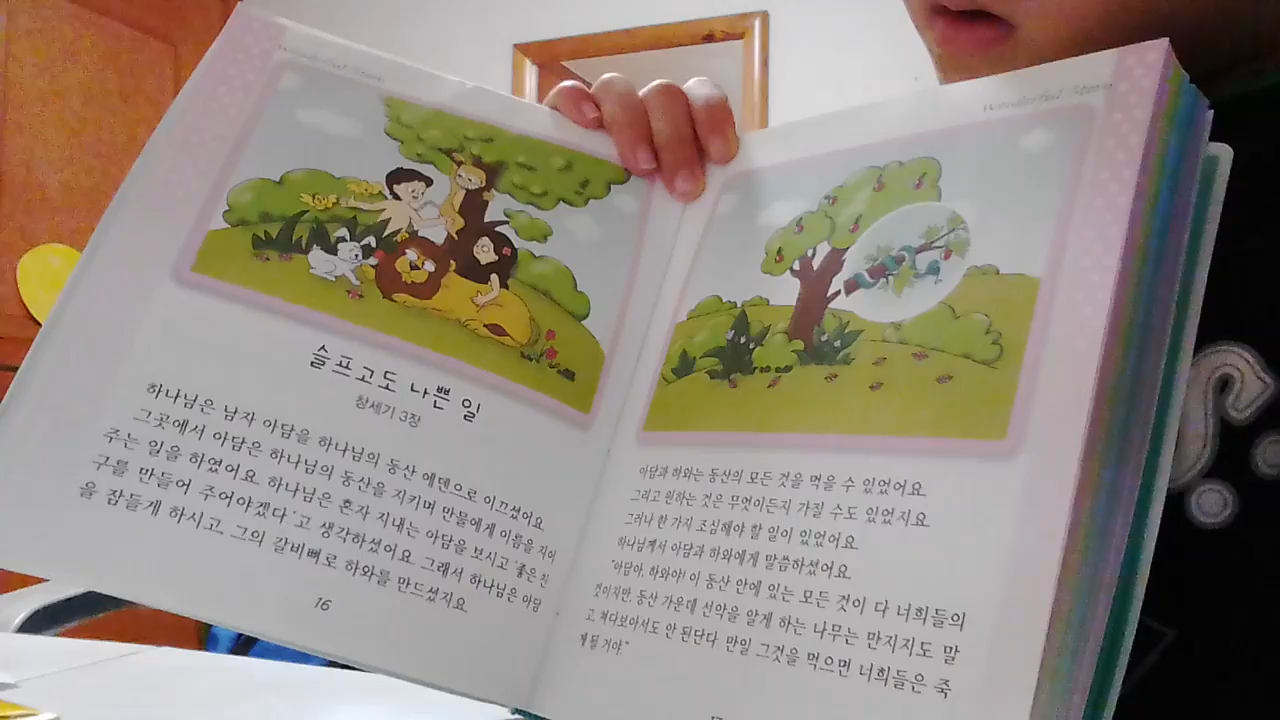 Wonderful Story
슬프고도 나쁜 일
창세기 3장
하나님은 남자 아담을 하나님의 동산 에덴으로 이끄셨어요.
그곳에서 아담은 하나님의 동산을 지키며 만물에게 이름을 지어
주는 일을 하였어요. 하나님은 혼자 지내는 아담을 보시고 '좋은 친
구를 만들어 주어야겠다.'고 생각하셨어요. 그래서 하나님은 아담
을 잠들게 하시고, 그의 갈비뼈로 하와를 만드셨지요.
16
Wonderful Story
아담과 하와는 동산의 모든 것을 먹을 수 있었어요.
그리고 원하는 것은 무엇이든지 가질 수도 있었지요.
그러나 한 가지 조심해야 할 일이 있었어요.
하나님께서 아담과 하와에게 말씀하셨어요.
"아담아, 하와야! 이 동산 안에 있는 모든 것이 다 너희들의
것이지만, 동산 가운데 선악을 알게 하는 나무는 만지지도 말
고, 쳐다보아서도 안 된단다. 만일 그것을 먹으면 너희들은 죽
게 될 거야."